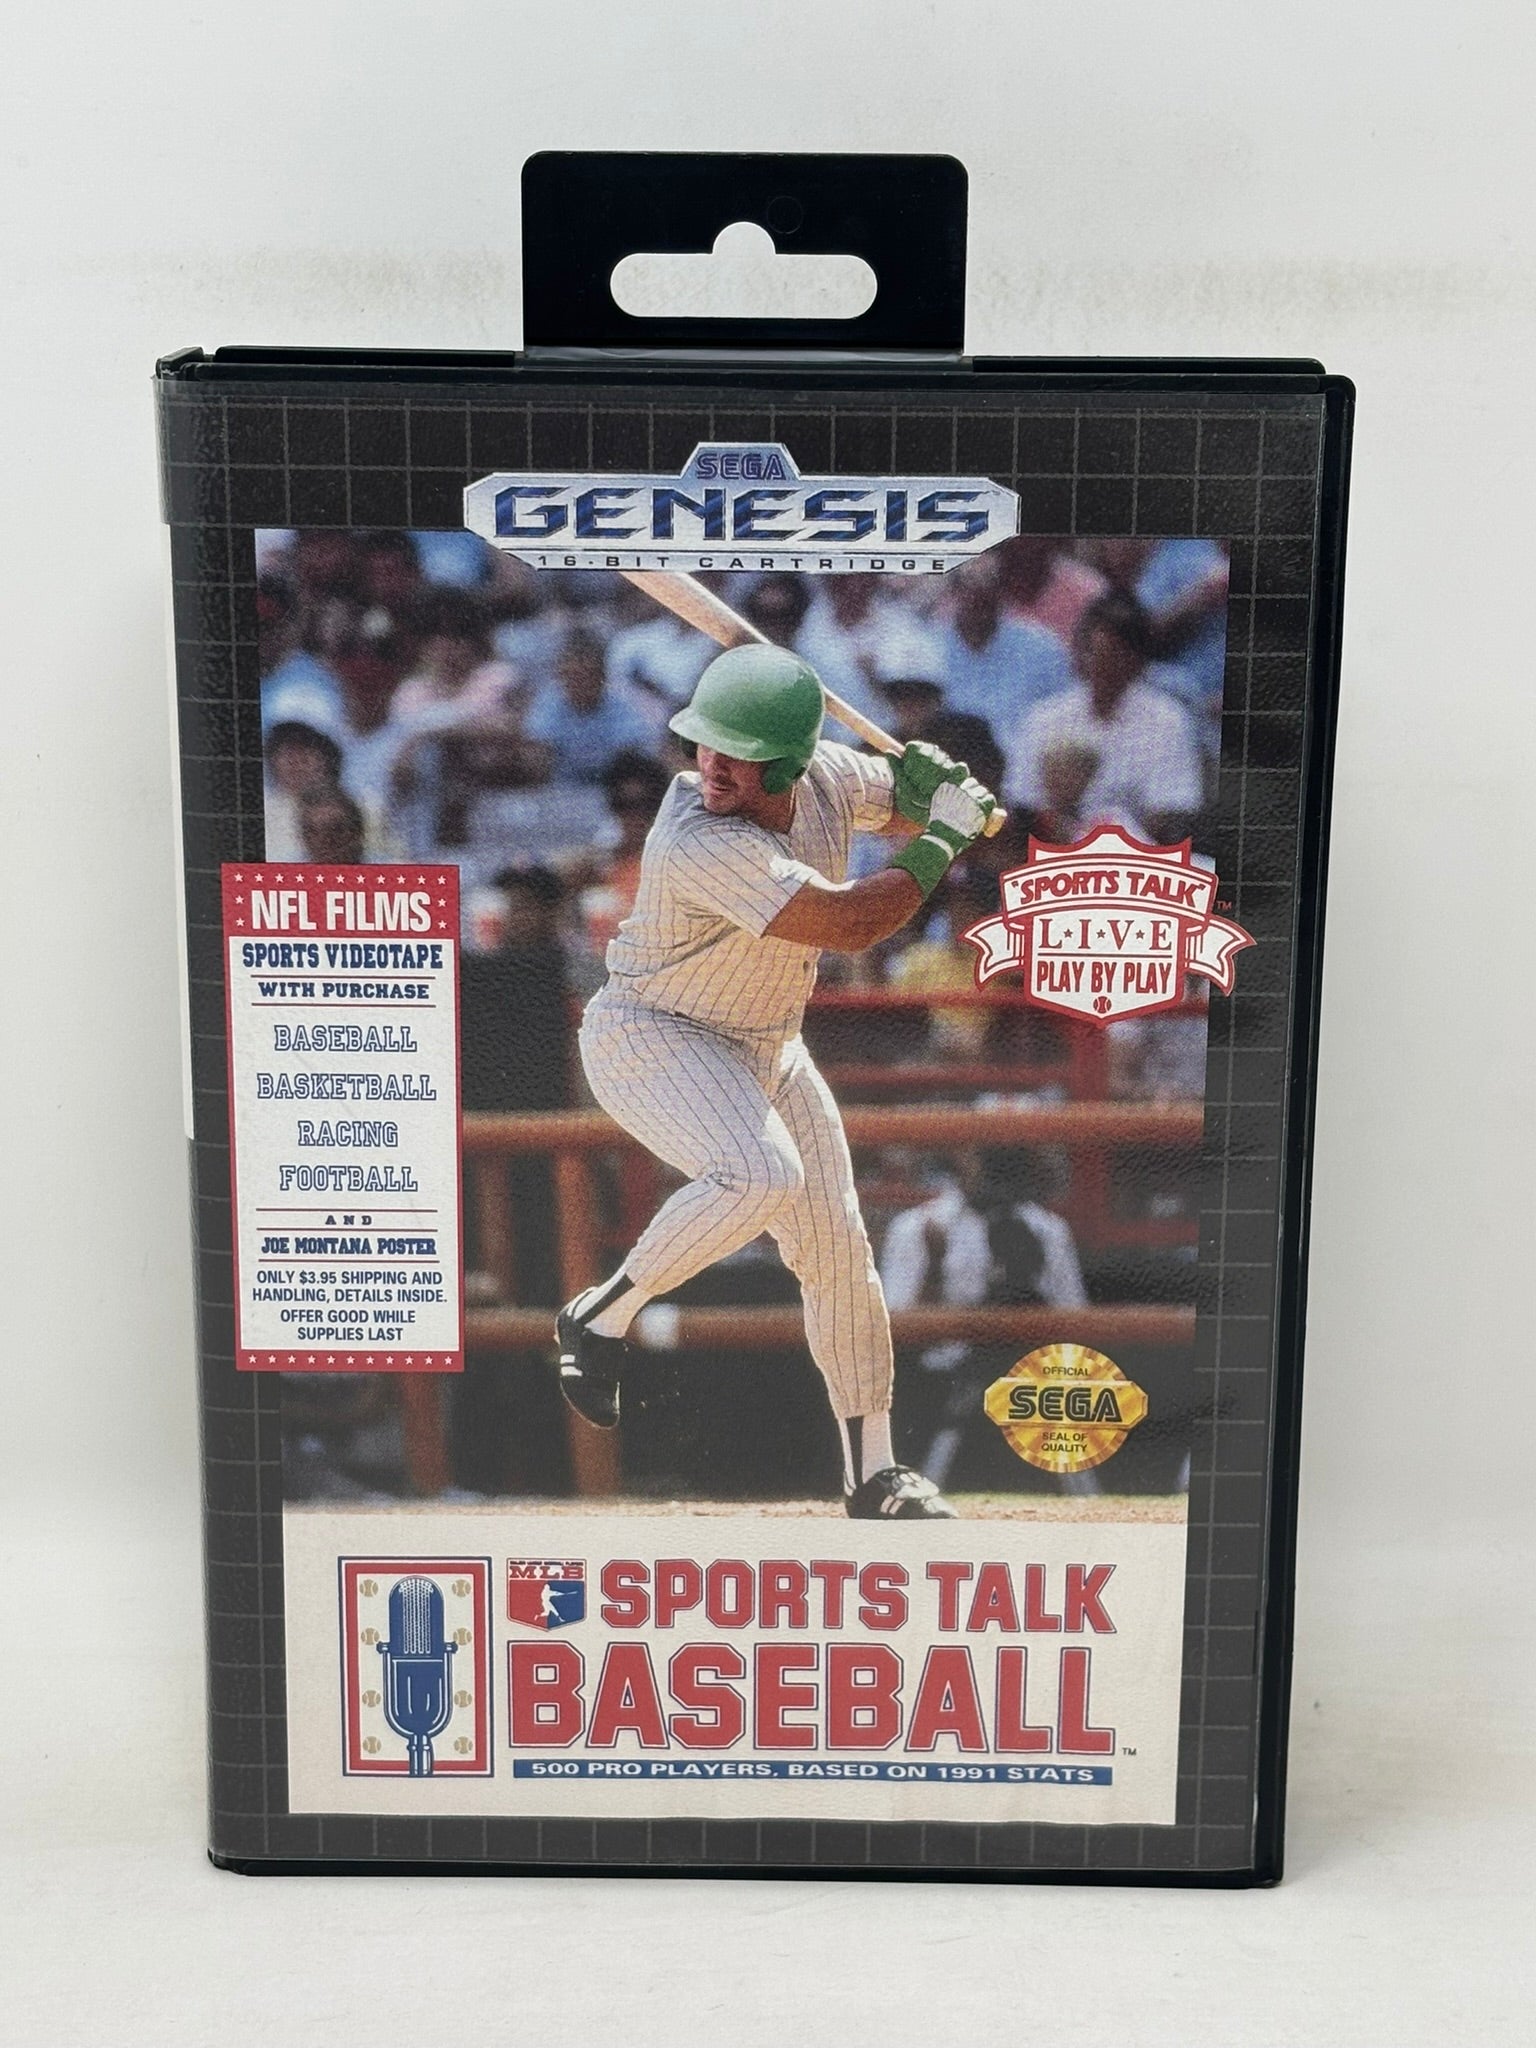 SEGA
GENESIS
16-BIT CARTRIDGE
NFL FILMS
SPORTS VIDEOTAPE
WITH PURCHASE
BASEBALL
BASKETBALL
RACING
FOOTBALL
AND
JOE MONTANA POSTER
ONLY $3.95 SHIPPING AND
HANDLING, DETAILS INSIDE.
OFFER GOOD WHILE
SUPPLIES LAST
"SPORTS TALK"™
L★I★V★E
PLAY BY PLAY
OFFICIAL
SEGA
SEAL OF
QUALITY
MLB
SPORTS TALK
BASEBALL™
500 PRO PLAYERS, BASED ON 1991 STATS